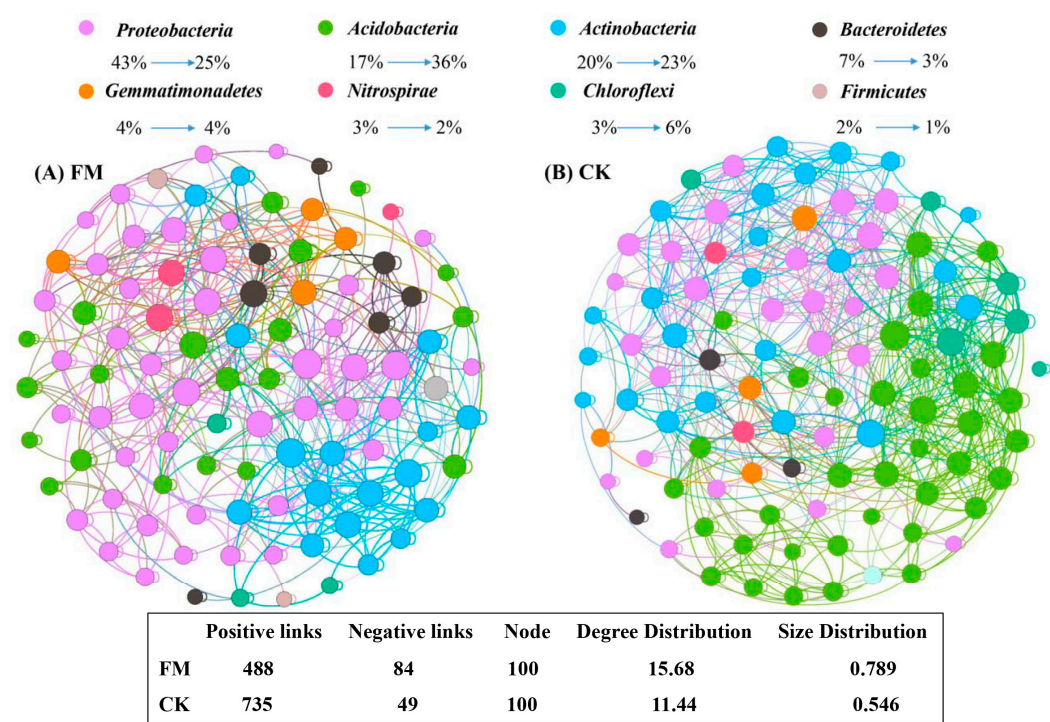 Proteobacteria Acidobacteria Actinobacteria Bacteroidetes
43% 25% 17% 36% 20% 23% 7% 3%
Gemmatimonadetes Nitrospirae Chloroflexi Firmicutes
4% 4% 3% 2% 3% 6% 2% 1%
(A) FM (B) CK
Positive links Negative links Node Degree Distribution Size Distribution
FM 488 84 100 15.68 0.789
CK 735 49 100 11.44 0.546